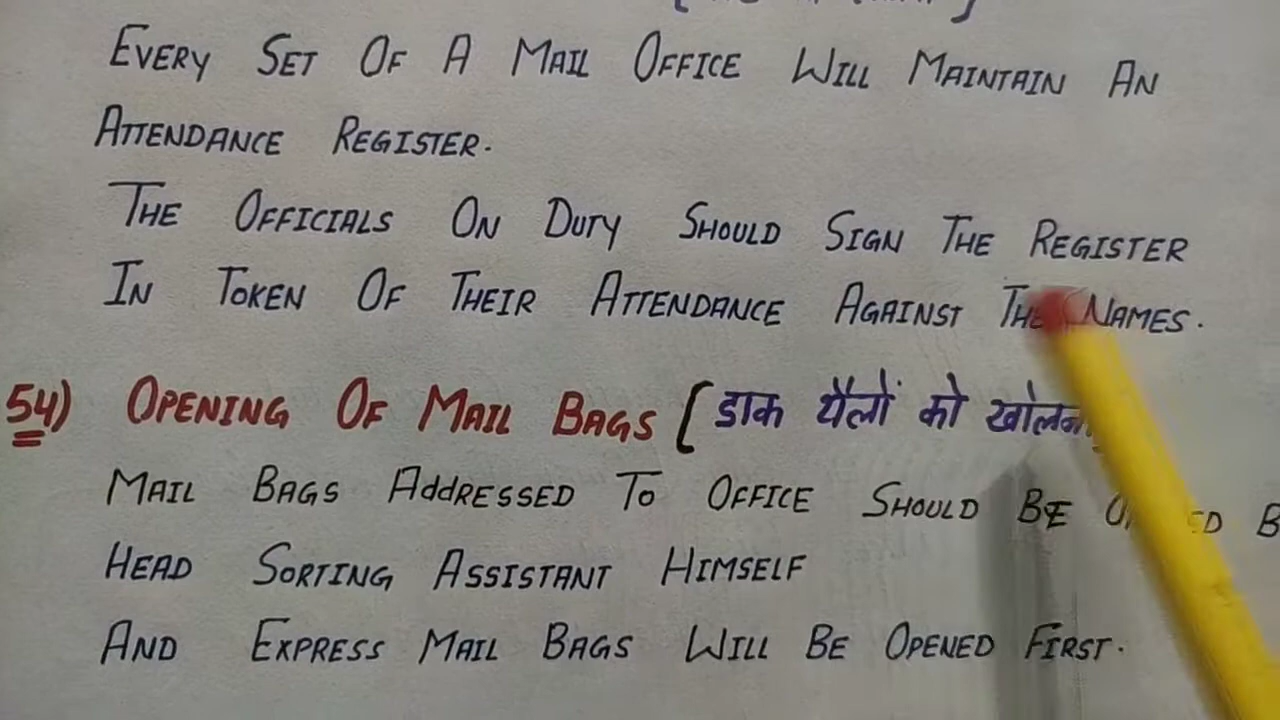 EVERY SET OF A MAIL OFFICE WILL MAINTAIN AN
ATTENDANCE REGISTER.
THE OFFICIALS ON DUTY SHOULD SIGN THE REGISTER
IN TOKEN OF THEIR ATTENDANCE AGAINST THE NAMES.
54) OPENING OF MAIL BAGS [डाक थैलों को
MAIL BAGS ADDRESSED TO OFFICE SHOULD BE
HEAD SORTING ASSISTANT HIMSELF
AND EXPRESS MAIL BAGS WILL BE OPENED FIRST.